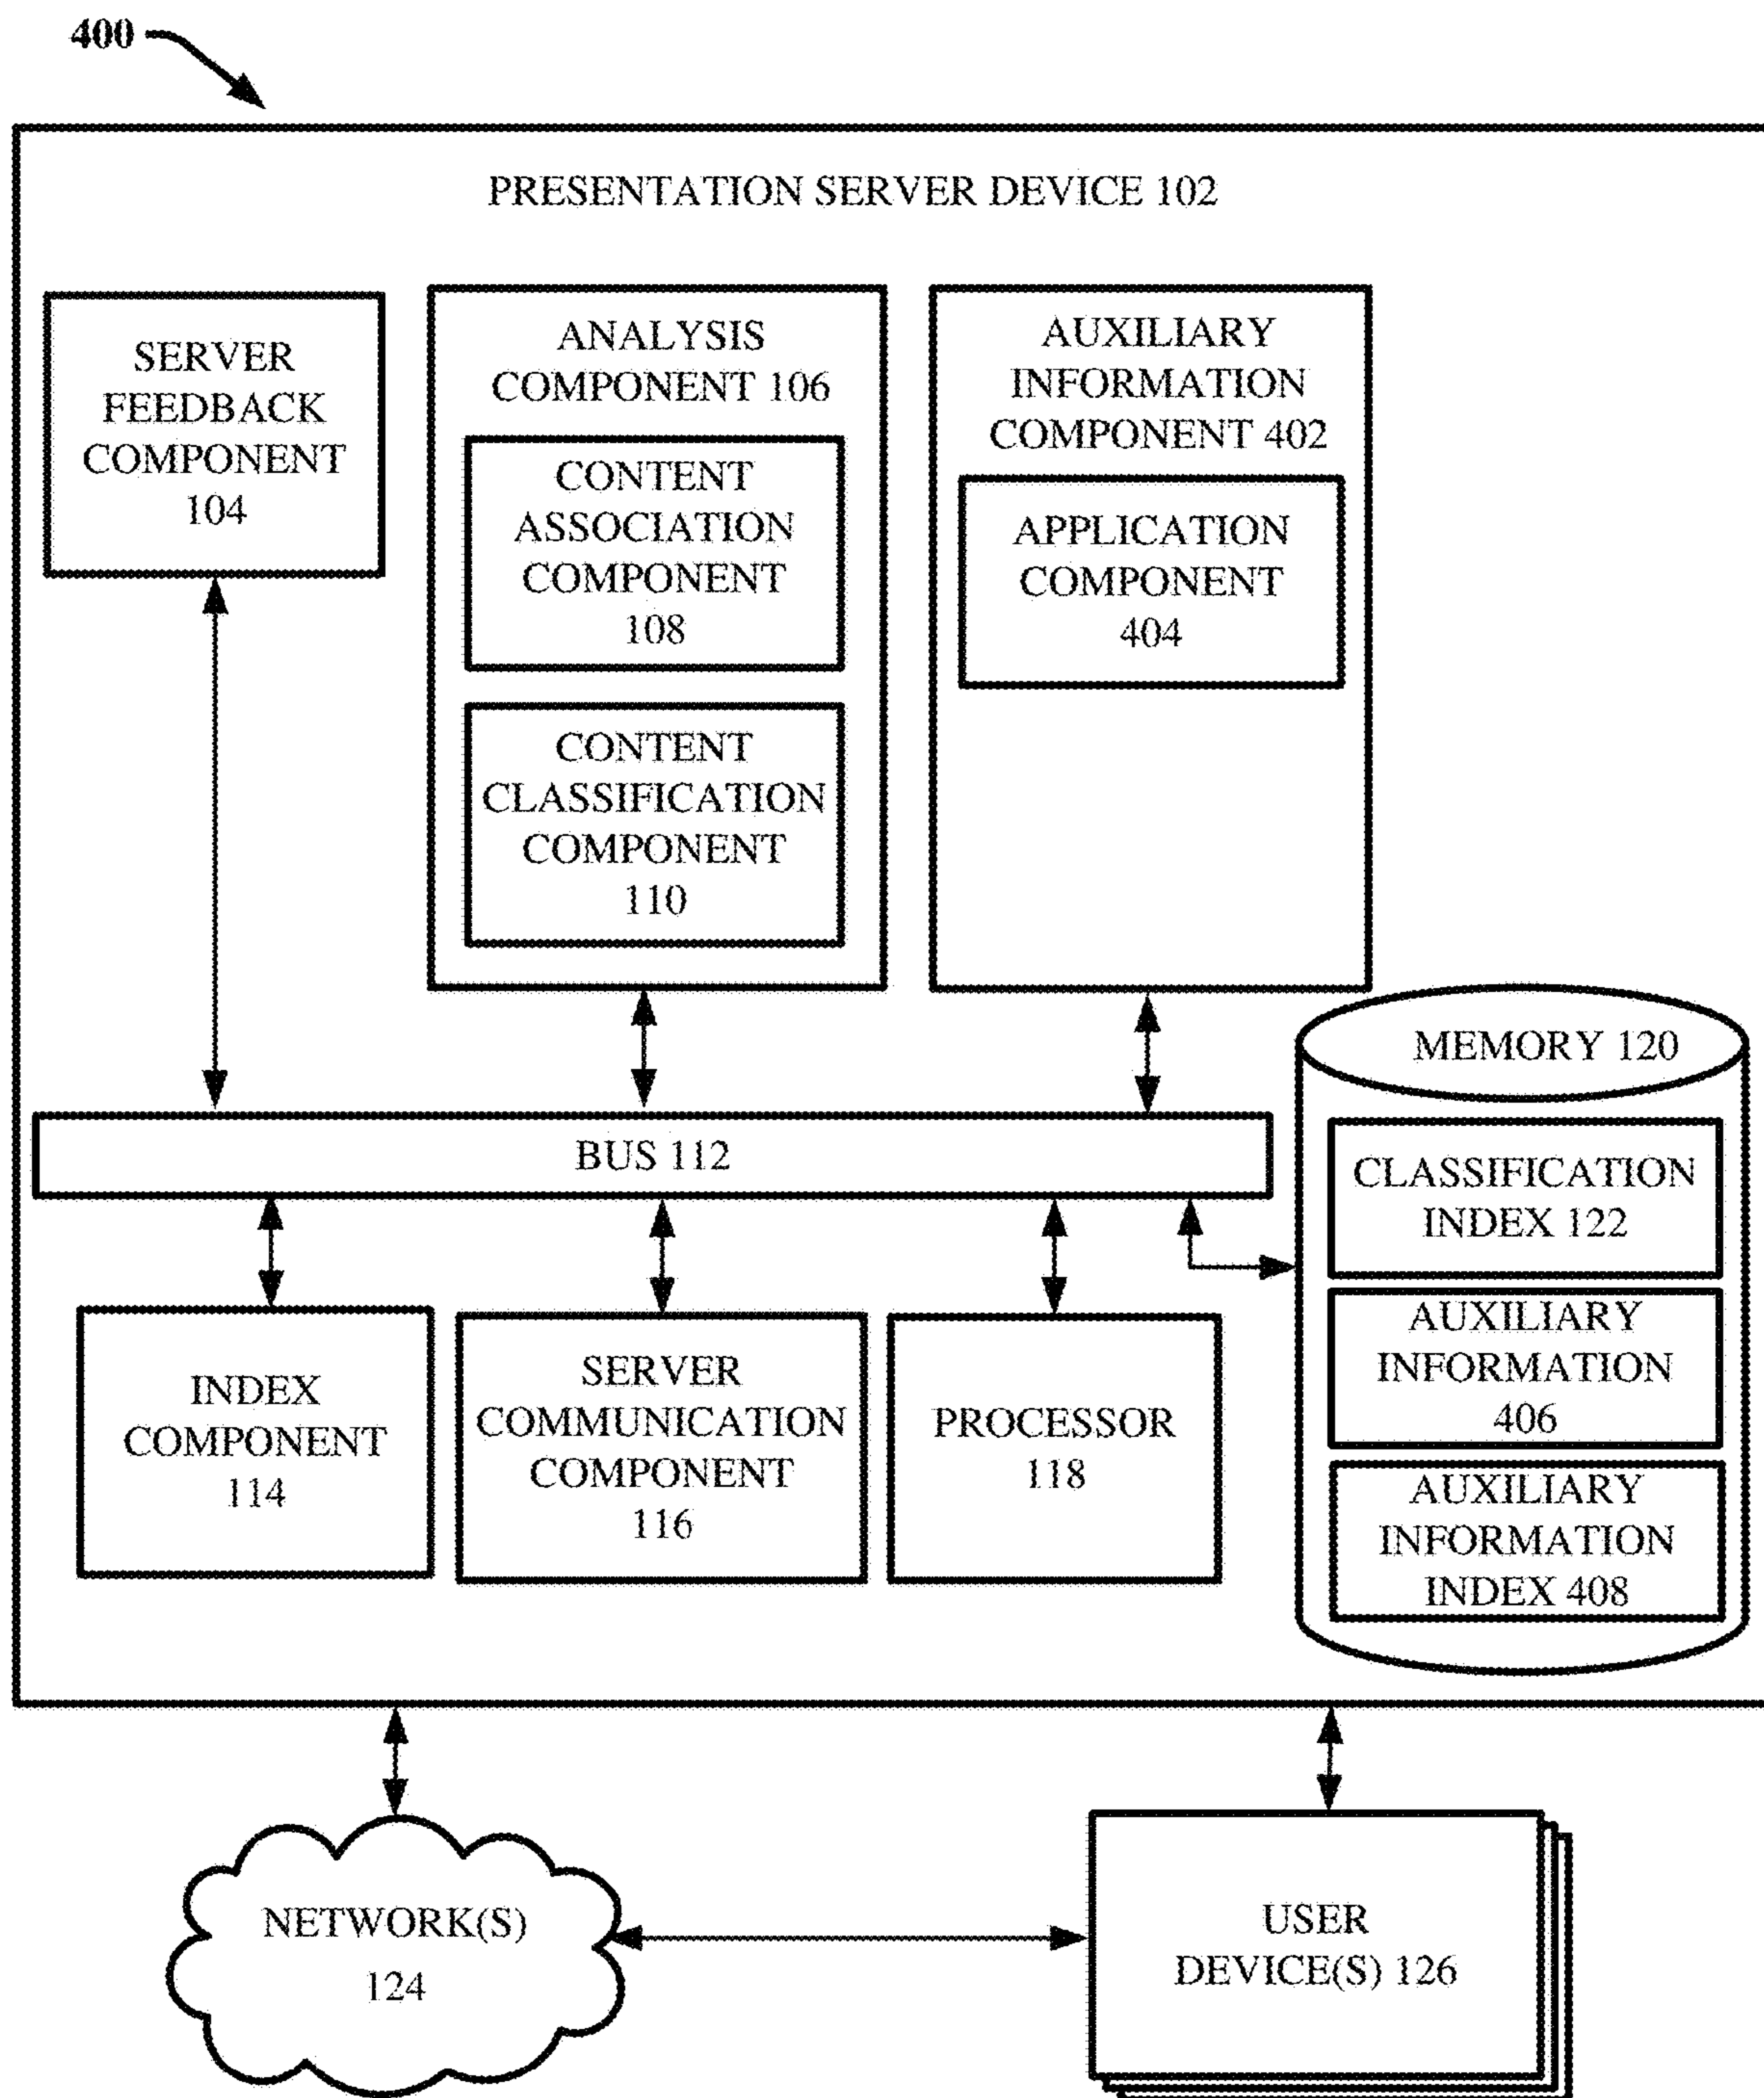 400
PRESENTATION SERVER DEVICE 102
SERVER
FEEDBACK
COMPONENT
104
ANALYSIS
COMPONENT 106
CONTENT
ASSOCIATION
COMPONENT
108
CONTENT
CLASSIFICATION
COMPONENT
110
AUXILIARY
INFORMATION
COMPONENT 402
APPLICATION
COMPONENT
404
BUS 112
MEMORY 120
CLASSIFICATION
INDEX 122
AUXILIARY
INFORMATION
406
AUXILIARY
INFORMATION
INDEX 408
INDEX
COMPONENT
114
SERVER
COMMUNICATION
COMPONENT
116
PROCESSOR
118
NETWORK(S)
124
USER
DEVICE(S) 126